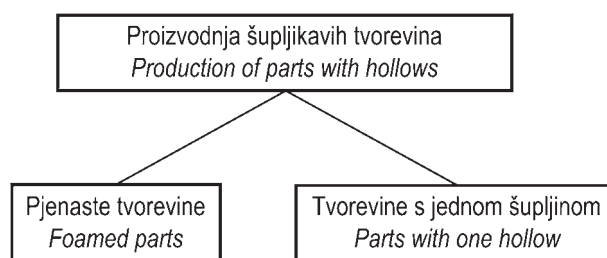 Proizvodnja šupljikavih tvorevina
Production of parts with hollows
Pjenaste tvorevine
Foamed parts
Tvorevine s jednom šupljinom
Parts with one hollow